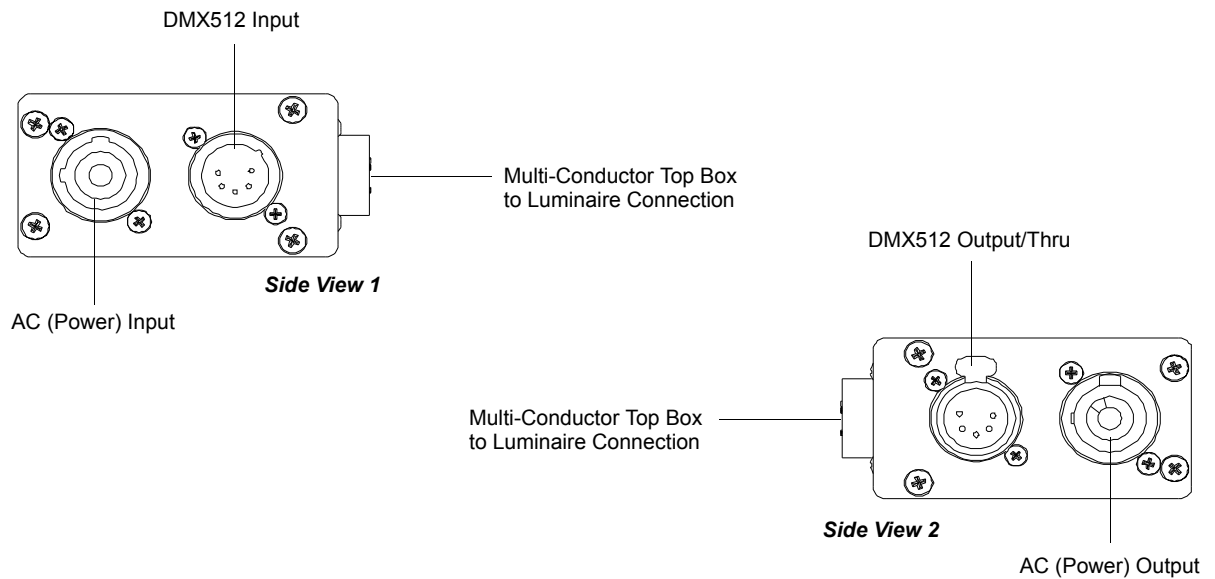 DMX512 Input
Multi-Conductor Top Box
to Luminaire Connection
Side View 1
AC (Power) Input
DMX512 Output/Thru
Multi-Conductor Top Box
to Luminaire Connection
Side View 2
AC (Power) Output